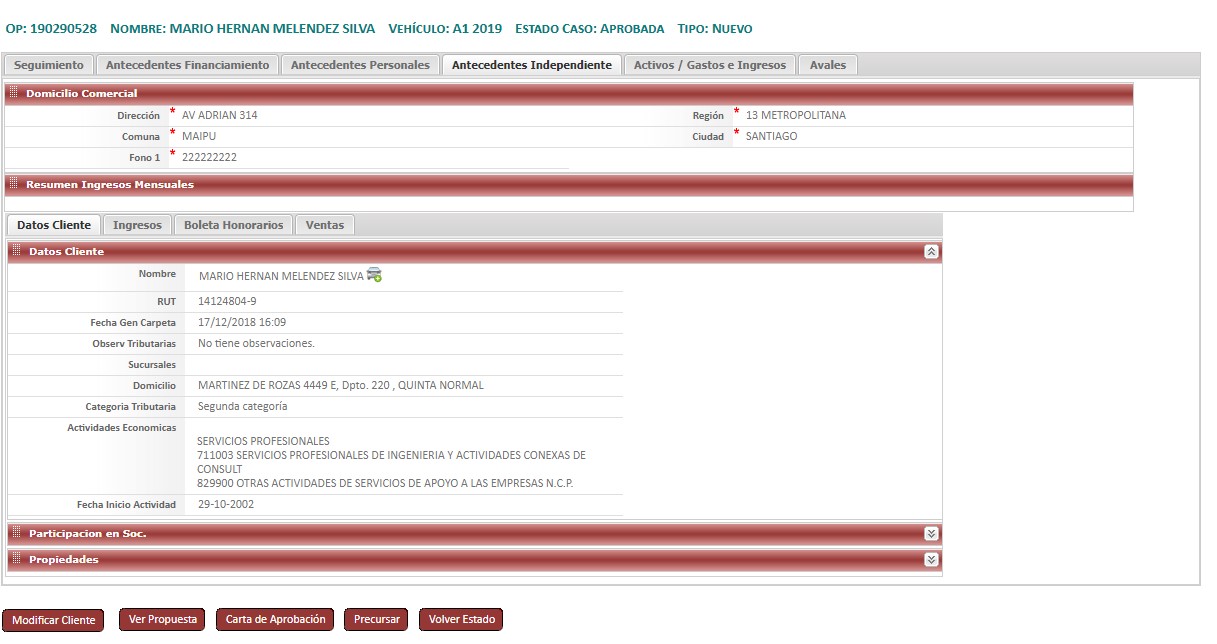 OP: 190290528 NOMBRE: MARIO HERNAN MELENDEZ SILVA VEHÍCULO: A1 2019 ESTADO CASO: APROBADA TIPO: NUEVO
Seguimiento Antecedentes Financiamiento Antecedentes Personales Antecedentes Independiente Activos / Gastos e Ingresos Avales
Domicilio Comercial
Dirección * AV ADRIAN 314 Región * 13 METROPOLITANA
Comuna * MAIPU Ciudad * SANTIAGO
Fono 1 * 222222222
Resumen Ingresos Mensuales
Datos Cliente Ingresos Boleta Honorarios Ventas
Datos Cliente
Nombre MARIO HERNAN MELENDEZ SILVA
RUT 14124804-9
Fecha Gen Carpeta 17/12/2018 16:09
Observ Tributarias No tiene observaciones.
Sucursales
Domicilio MARTINEZ DE ROZAS 4449 E, Dpto. 220 , QUINTA NORMAL
Categoria Tributaria Segunda categoría
Actividades Economicas
SERVICIOS PROFESIONALES
711003 SERVICIOS PROFESIONALES DE INGENIERIA Y ACTIVIDADES CONEXAS DE
CONSULT
829900 OTRAS ACTIVIDADES DE SERVICIOS DE APOYO A LAS EMPRESAS N.C.P.
Fecha Inicio Actividad 29-10-2002
Participacion en Soc.
Propiedades
Modificar Cliente Ver Propuesta Carta de Aprobación Precursar Volver Estado